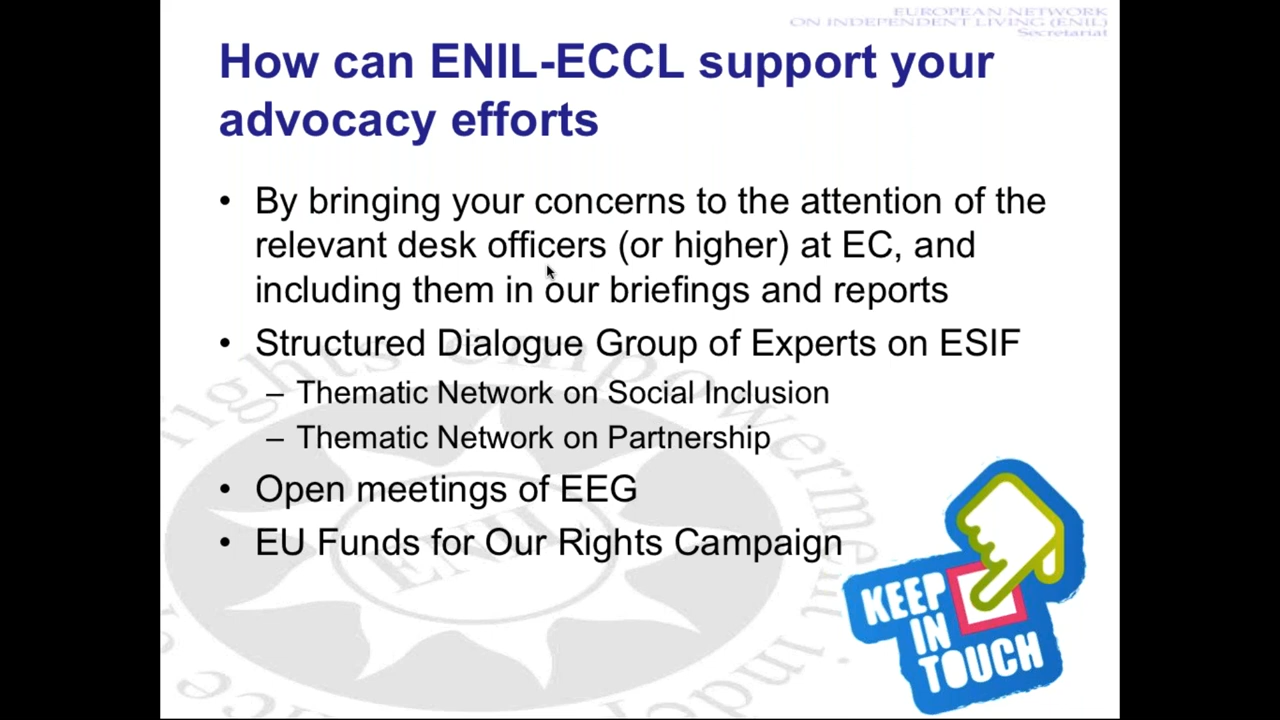 EUROPEAN NETWORK
ON INDEPENDENT LIVING (ENIL)
Secretariat
How can ENIL-ECCL support your
advocacy efforts
• By bringing your concerns to the attention of the
relevant desk officers (or higher) at EC, and
including them in our briefings and reports
• Structured Dialogue Group of Experts on ESIF
– Thematic Network on Social Inclusion
– Thematic Network on Partnership
• Open meetings of EEG
• EU Funds for Our Rights Campaign
KEEP
IN
TOUCH
rights empowerment
ENIL